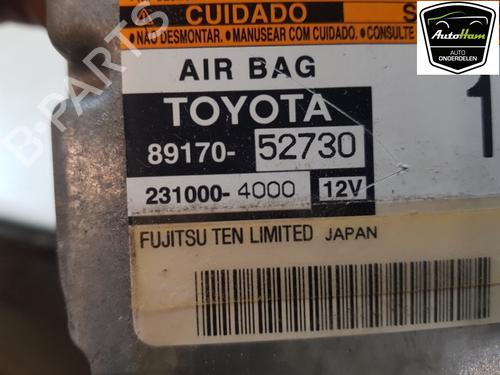 CUIDADO
• NÃO DESMONTAR. • MANUSEAR COM CUIDADO. • CONSULTE
AIR BAG
TOYOTA
89170-52730
231000-4000 12V
1
FUJITSU TEN LIMITED JAPAN
B-PARTS
AutoHam
AUTO
ONDERDELEN